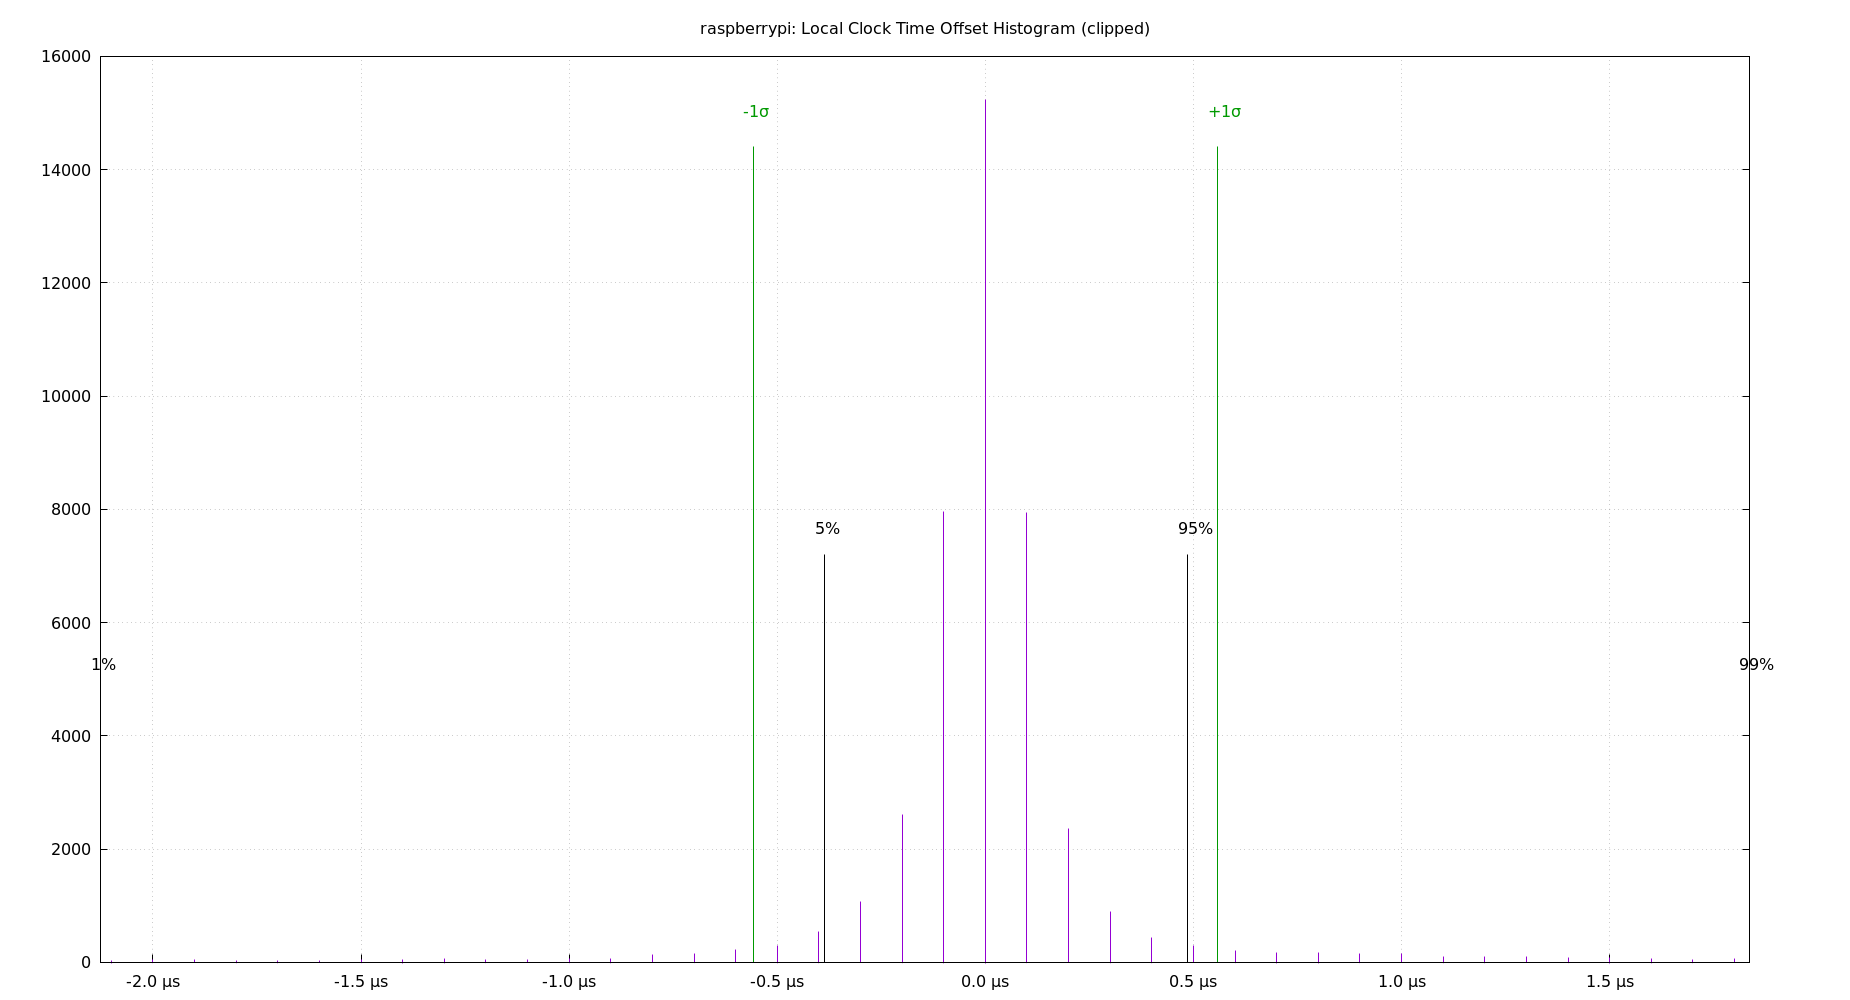 raspberrypi: Local Clock Time Offset Histogram (clipped)
16000
-1σ
+1σ
14000
12000
10000
8000
5%
95%
6000
1%
99%
4000
2000
0
-2.0 µs
-1.5 µs
-1.0 µs
-0.5 µs
0.0 µs
0.5 µs
1.0 µs
1.5 µs